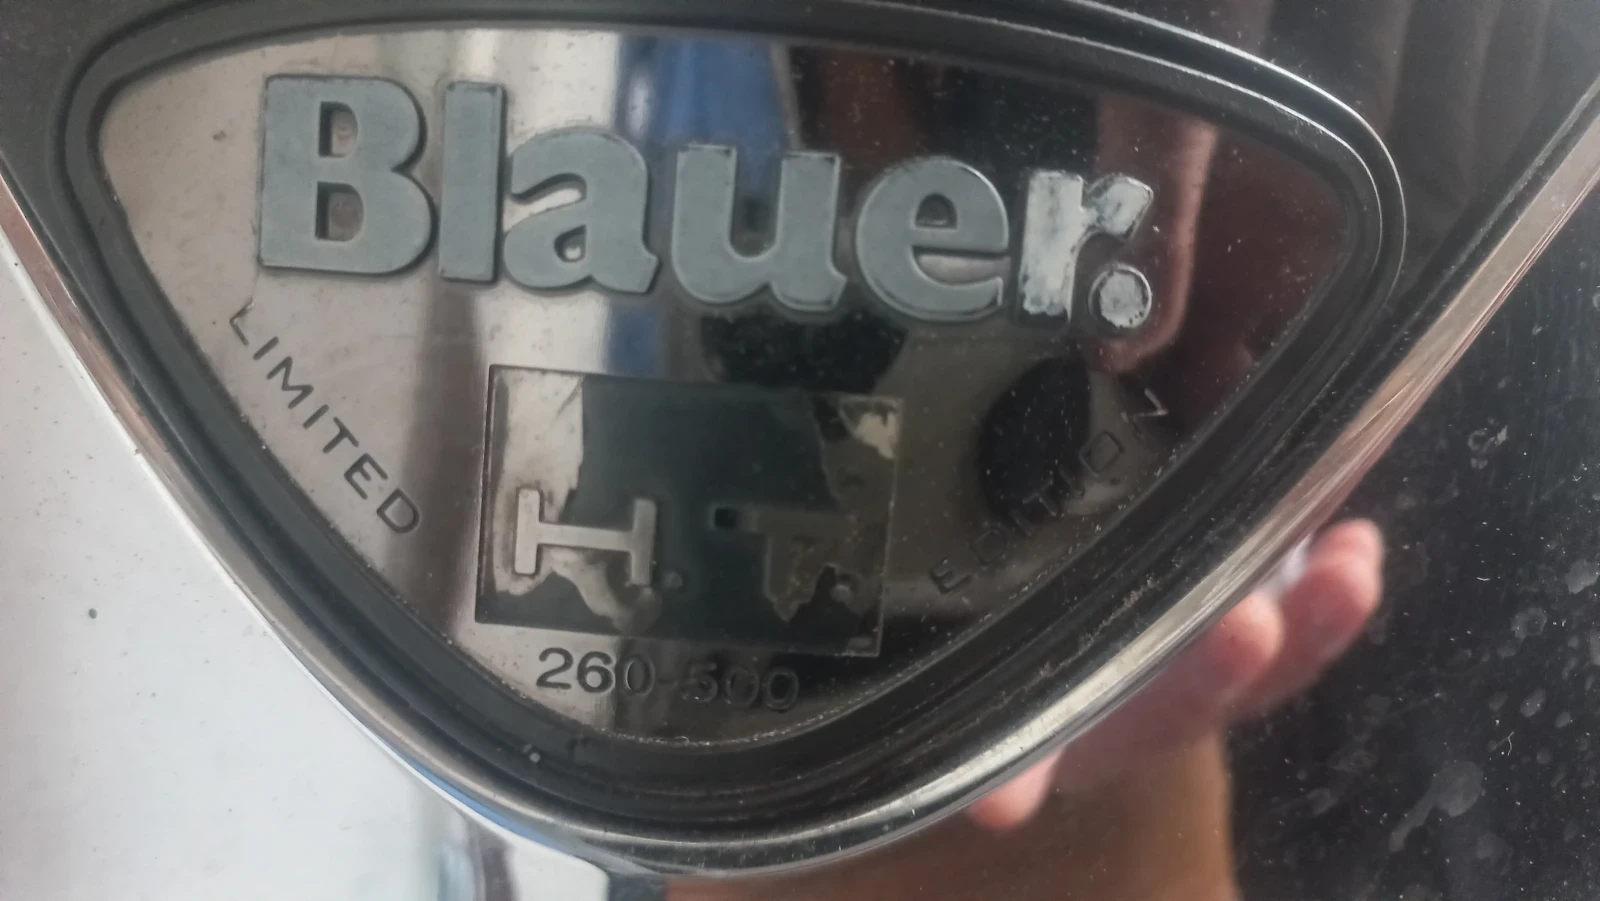 Blauer.
LIMITED
EDITION
H.T.
260 500